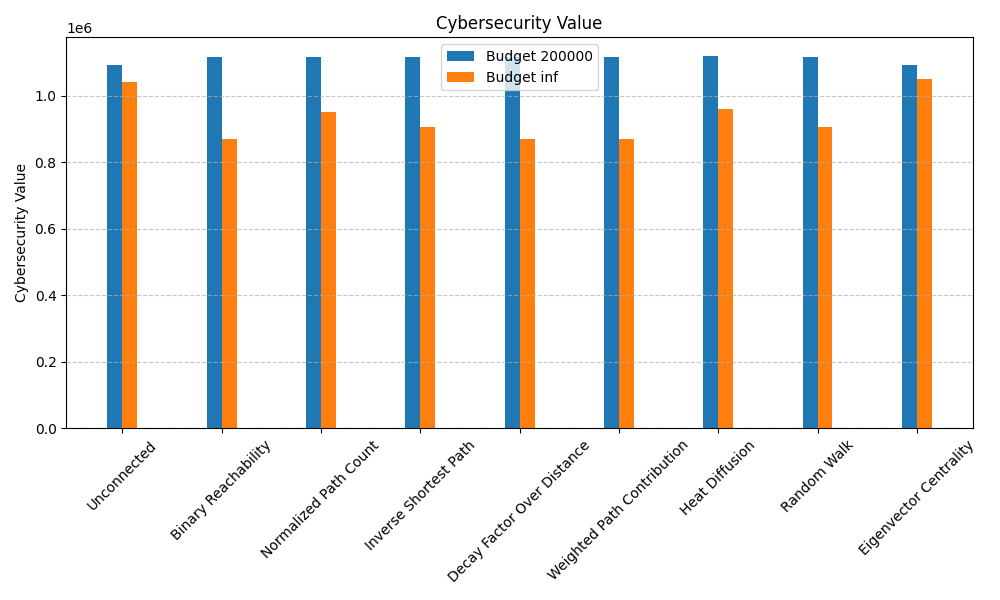 Cybersecurity Value
1e6
Budget 200000
Budget inf
Cybersecurity Value
1.0
0.8
0.6
0.4
0.2
0.0
Unconnected
Binary Reachability
Normalized Path Count
Inverse Shortest Path
Decay Factor Over Distance
Weighted Path Contribution
Heat Diffusion
Random Walk
Eigenvector Centrality